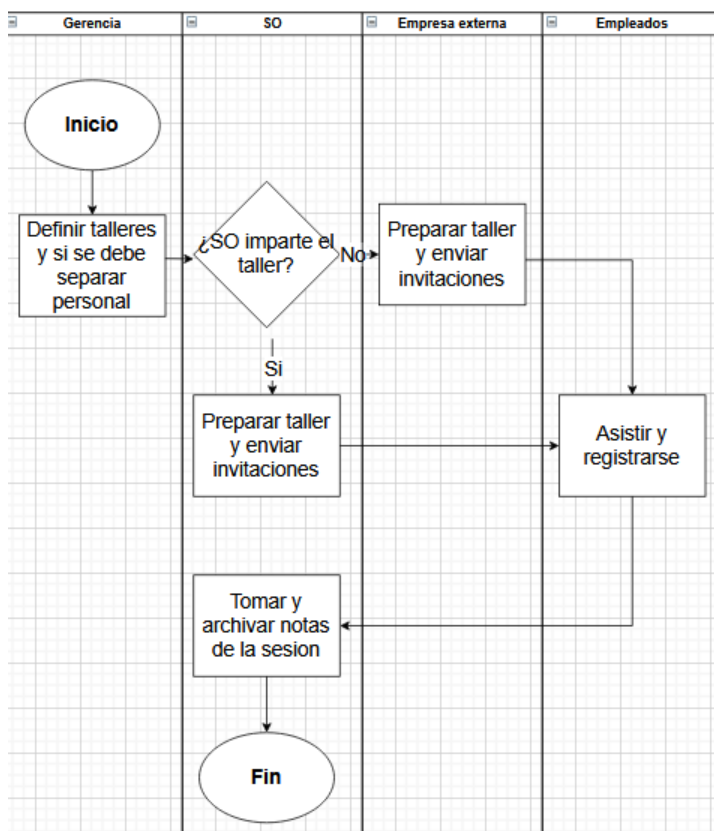 Gerencia
SO
Empresa externa
Empleados
Inicio
Definir talleres
y si se debe
separar
personal
¿SO imparte el
taller?
No
Preparar taller
y enviar
invitaciones
Si
Preparar taller
y enviar
invitaciones
Asistir y
registrarse
Tomar y
archivar notas
de la sesion
Fin